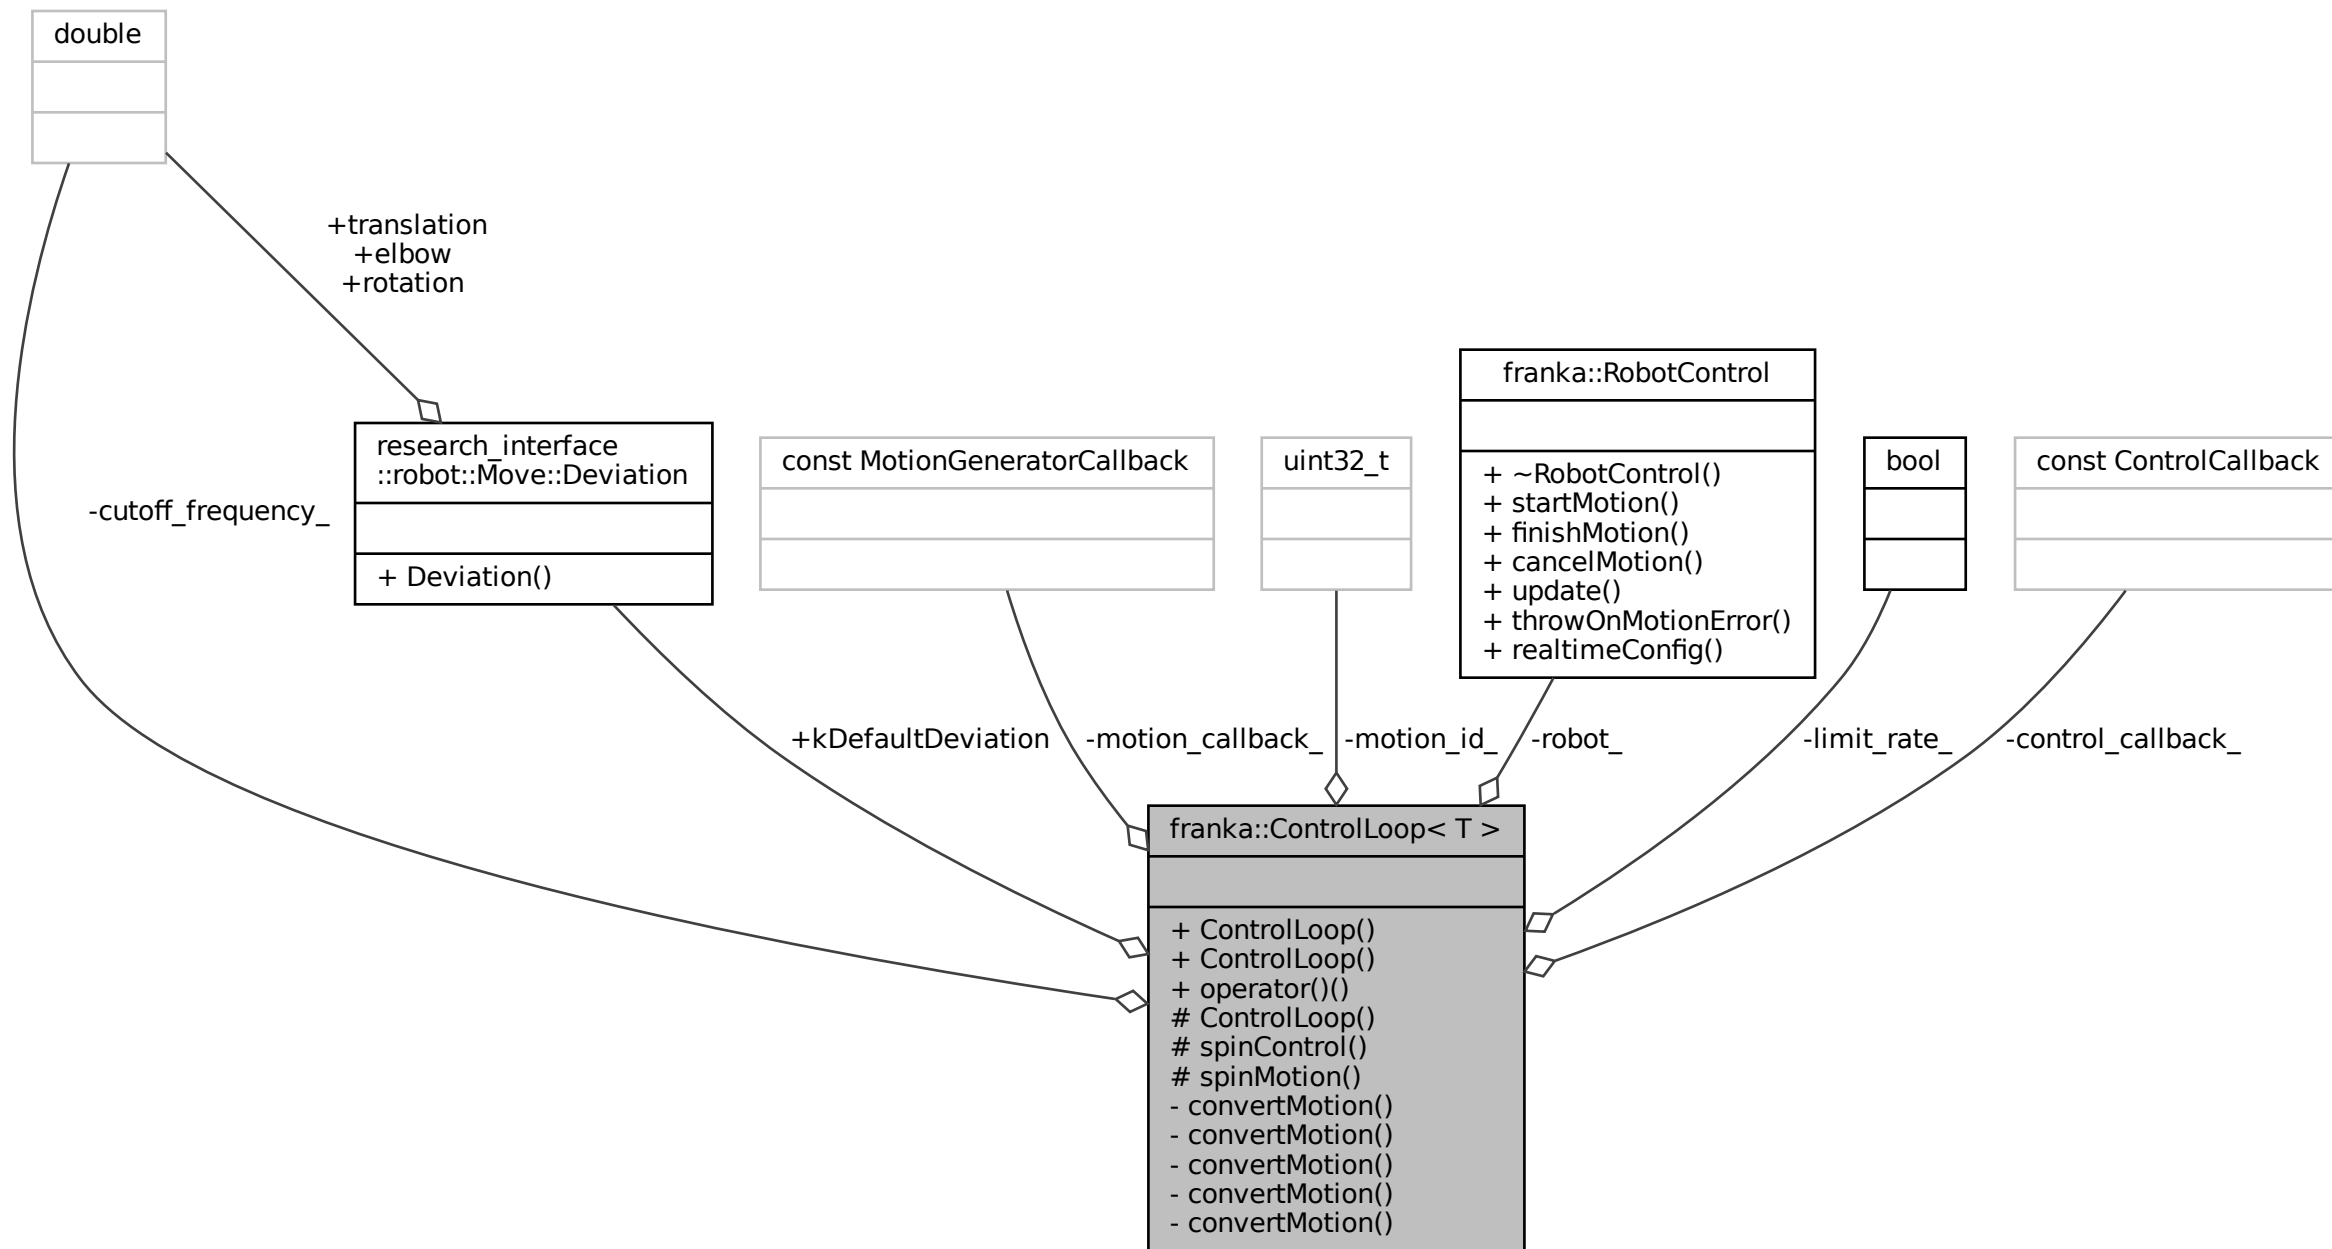 double
+translation
+elbow
+rotation
-cutoff_frequency_
research_interface
::robot::Move::Deviation
+ Deviation()
const MotionGeneratorCallback
uint32_t
franka::RobotControl
+ ~RobotControl()
+ startMotion()
+ finishMotion()
+ cancelMotion()
+ update()
+ throwOnMotionError()
+ realtimeConfig()
bool
const ControlCallback
+kDefaultDeviation
-motion_callback_
-motion_id_
-robot_
-limit_rate_
-control_callback_
franka::ControlLoop< T >
+ ControlLoop()
+ ControlLoop()
+ operator()()
# ControlLoop()
# spinControl()
# spinMotion()
- convertMotion()
- convertMotion()
- convertMotion()
- convertMotion()
- convertMotion()